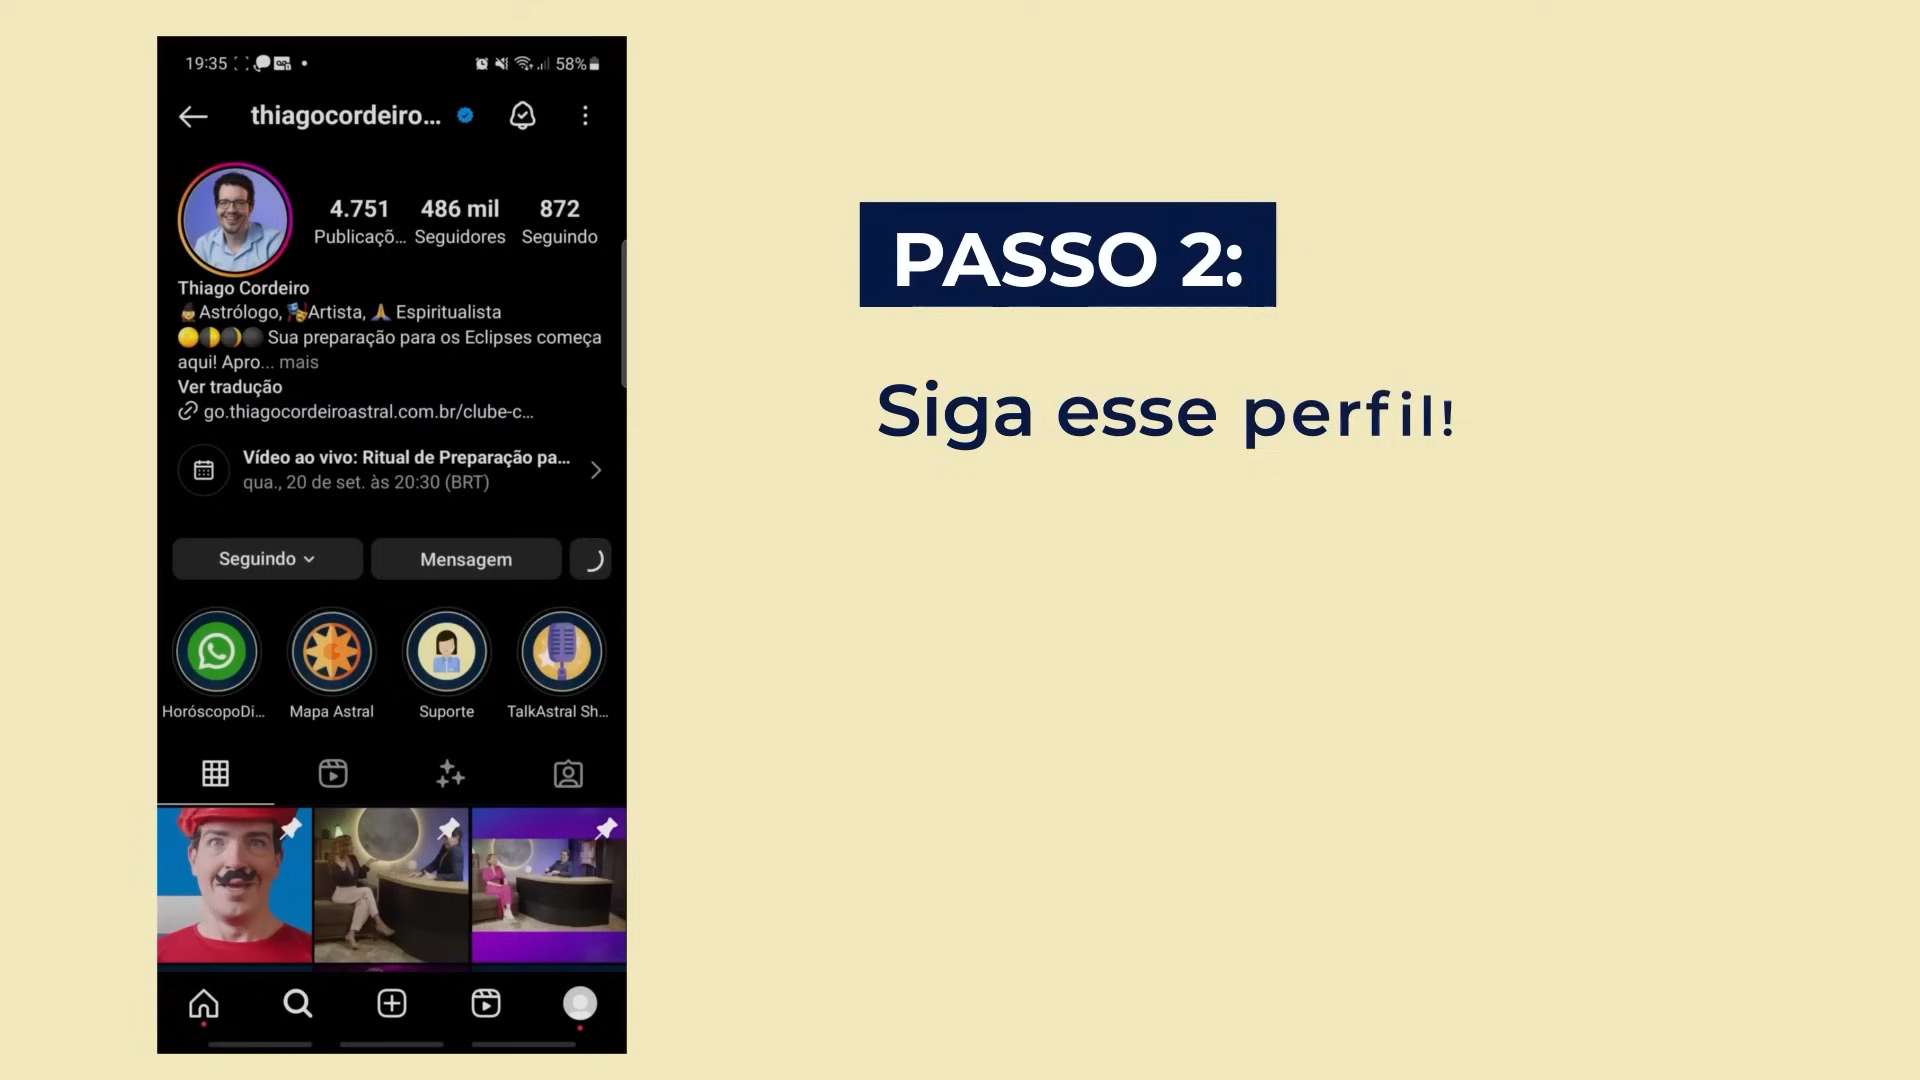 19:35
58%
thiagocordeiro...
4.751
486 mil
872
Publicaçõ...
Seguidores
Seguindo
Thiago Cordeiro
Astrólogo, Artista, Espiritualista
Sua preparação para os Eclipses começa
aqui! Apro... mais
Ver tradução
go.thiagocordeiroastral.com.br/clube-c...
Vídeo ao vivo: Ritual de Preparação pa...
qua., 20 de set. às 20:30 (BRT)
Seguindo
Mensagem
HoróscopoDi...
Mapa Astral
Suporte
TalkAstral Sh...
PASSO 2:
Siga esse perfil!